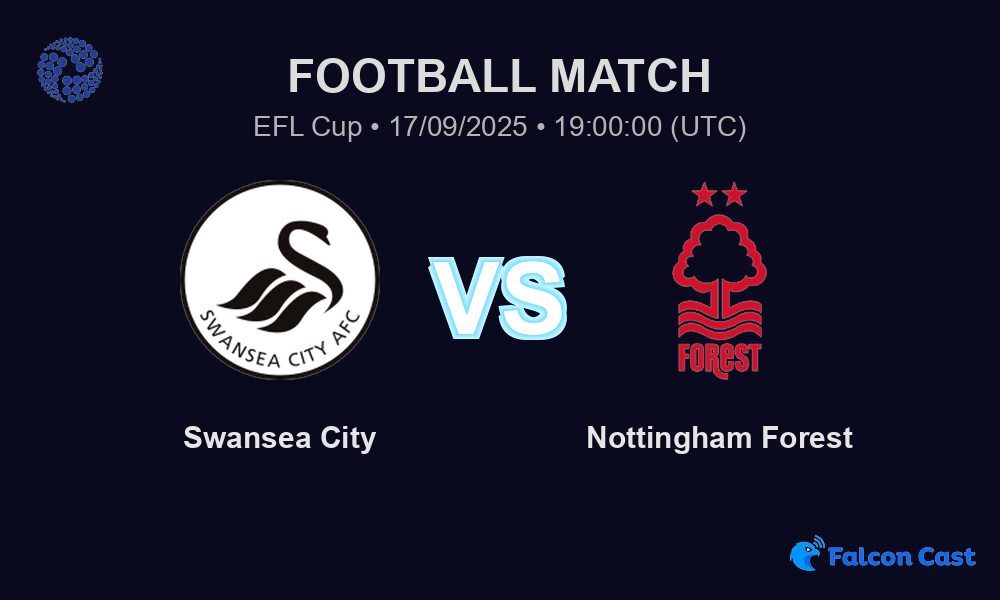 FOOTBALL MATCH
EFL Cup • 17/09/2025 • 19:00:00 (UTC)
SWANSEA CITY AFC
VS
FOREST
Swansea City
Nottingham Forest
Falcon Cast